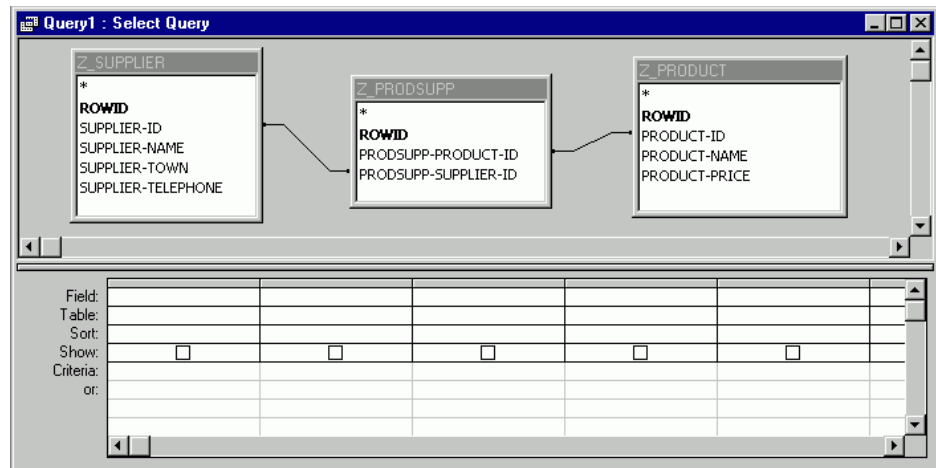 Query1 : Select Query
Z_SUPPLIER
*
ROWID
SUPPLIER-ID
SUPPLIER-NAME
SUPPLIER-TOWN
SUPPLIER-TELEPHONE
Z_PRODSUPP
*
ROWID
PRODSUPP-PRODUCT-ID
PRODSUPP-SUPPLIER-ID
Z_PRODUCT
*
ROWID
PRODUCT-ID
PRODUCT-NAME
PRODUCT-PRICE
Field:
Table:
Sort:
Show:
Criteria:
or: